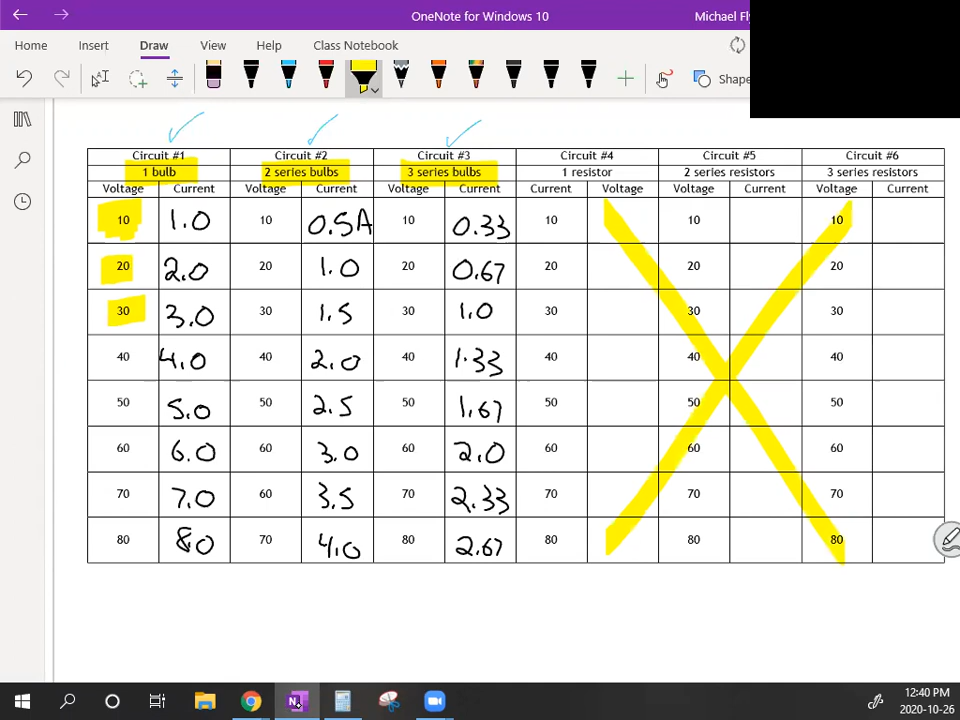 OneNote for Windows 10
Michael Fl
Home Insert Draw View Help Class Notebook
Shape
Circuit #1 Circuit #2 Circuit #3 Circuit #4 Circuit #5 Circuit #6
1 bulb 2 series bulbs 3 series bulbs 1 resistor 2 series resistors 3 series resistors
Voltage Current Voltage Current Voltage Current Current Voltage Voltage Current Voltage Current
10 1.0 10 0.5A 10 0.33 10 10 10
20 2.0 20 1.0 20 0.67 20 20 20
30 3.0 30 1.5 30 1.0 30 30 30
40 4.0 40 2.0 40 1.33 40 40 40
50 5.0 50 2.5 50 1.67 50 50 50
60 6.0 60 3.0 60 2.0 60 60 60
70 7.0 60 3.5 70 2.33 70 70 70
80 8.0 70 4.0 80 2.67 80 80 80
12:40 PM
2020-10-26